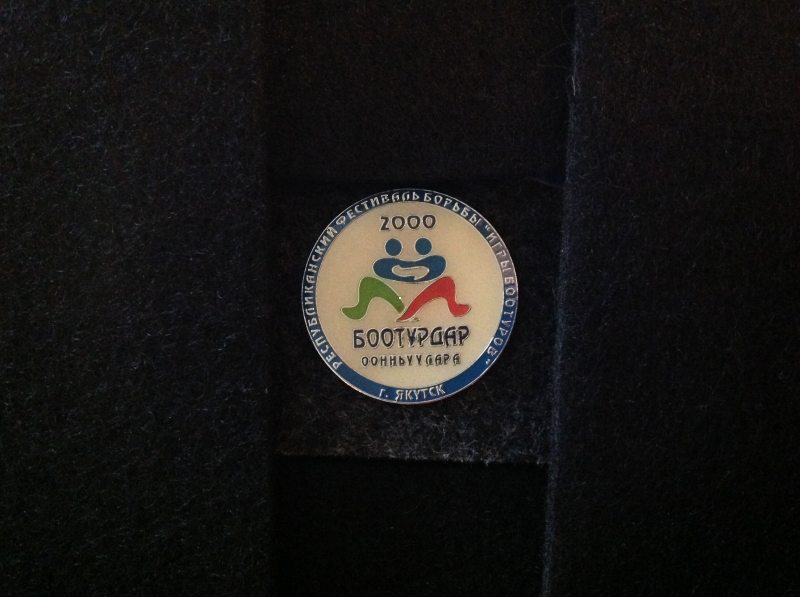 РЕСПУБЛИКАНСКИЙ ФЕСТИВАЛЬ БОРЬБЫ "ИГРЫ БООТУРОВ"
2000
БООТУРДАР
ООННЬУУЛАРА
г. ЯКУТСК